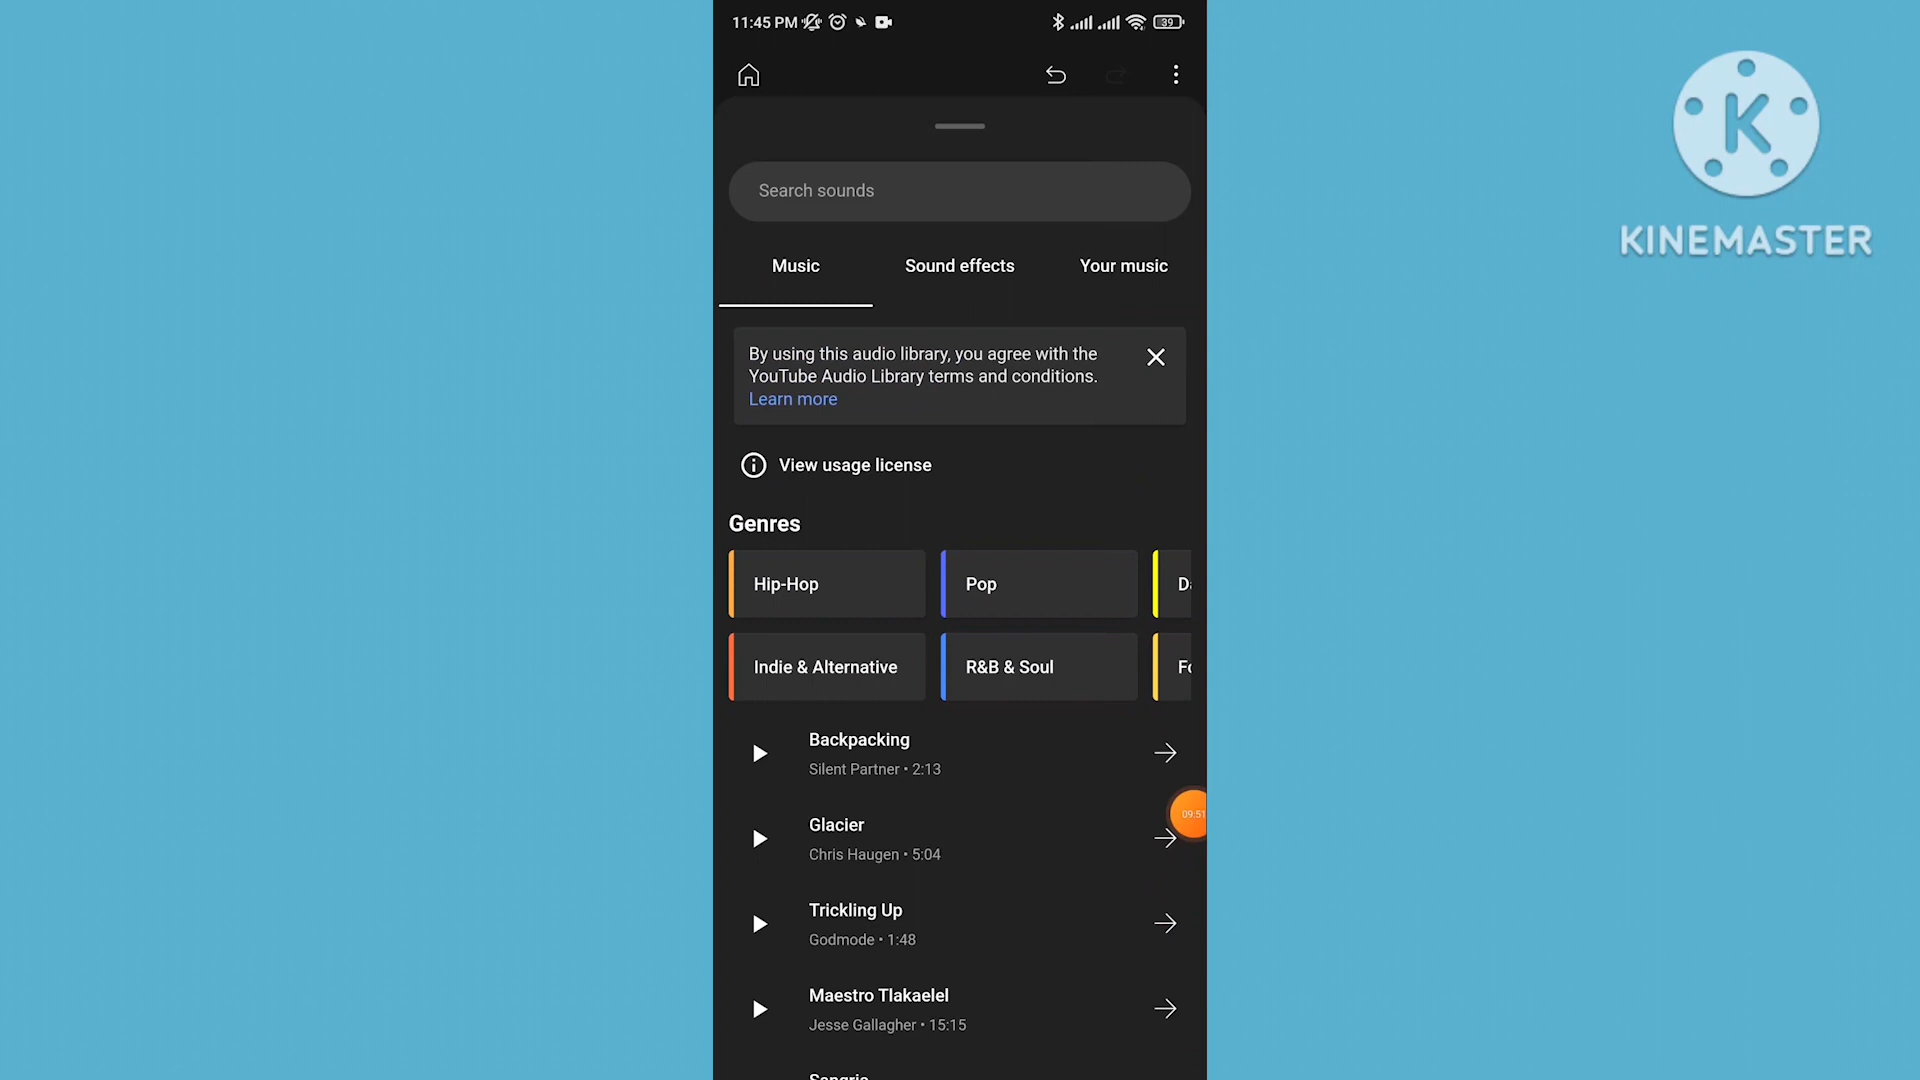 11:45 PM
39
K
KINEMASTER
Search sounds
Music Sound effects Your music
By using this audio library, you agree with the
YouTube Audio Library terms and conditions.
Learn more
View usage license
Genres
Hip-Hop Pop
Indie & Alternative R&B & Soul
Backpacking
Silent Partner • 2:13
09:51
Glacier
Chris Haugen • 5:04
Trickling Up
Godmode • 1:48
Maestro Tlakaelel
Jesse Gallagher • 15:15